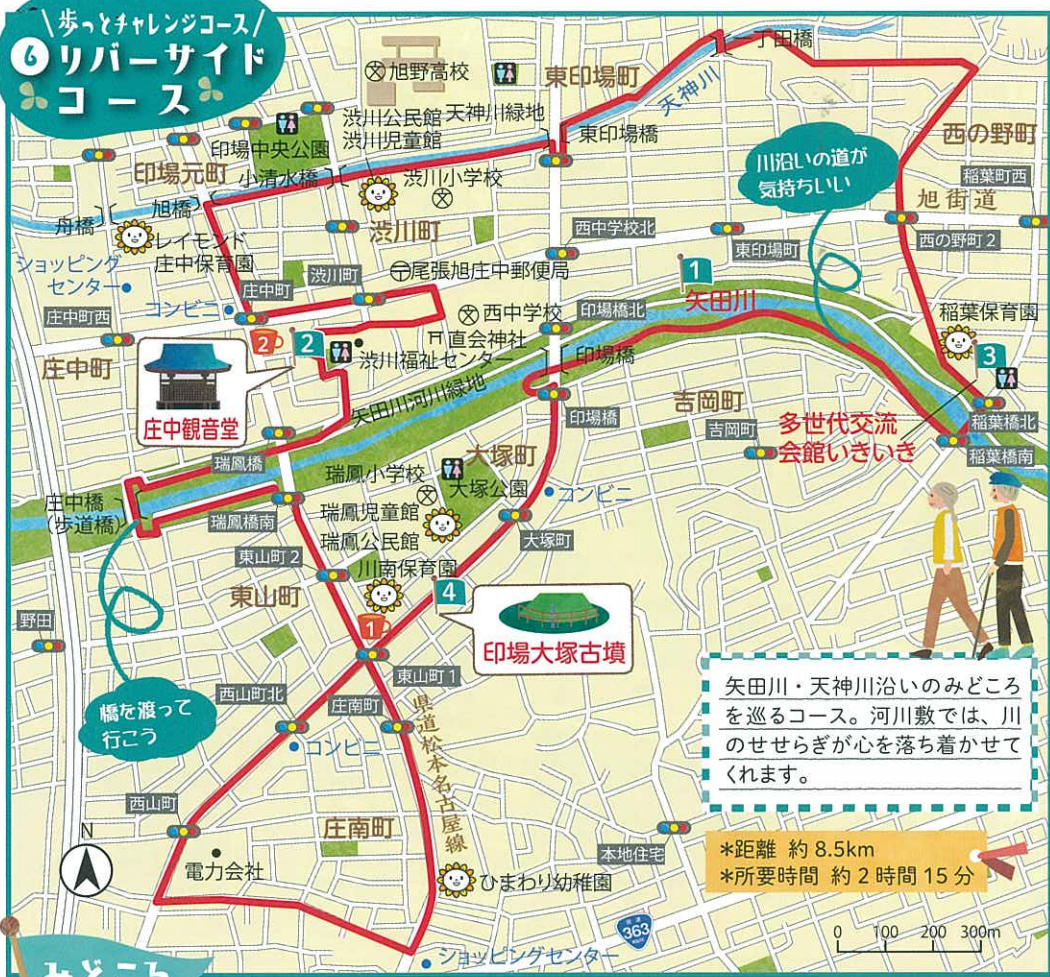 歩っとチャレンジコース
6 リバーサイド
コース
旭野高校
東印場町
一丁田橋
天神川
渋川公民館
渋川児童館
天神川緑地
東印場橋
印場中央公園
印場元町
小清水橋
渋川小学校
西の野町
稲葉町西
川沿いの道が
気持ちいい
旭街道
舟橋
旭橋
レイモンド
庄中保育園
渋川町
西中学校北
東印場町
西の野町2
ショッピング
センター
コンビニ
庄中町
渋川町
尾張旭庄中郵便局
1
矢田川
庄中町西
西中学校
印場橋北
稲葉保育園
2
2
直会神社
渋川福祉センター
印場橋
3
庄中町
庄中観音堂
矢田川河川緑地
印場橋
吉岡町
吉岡町
多世代交流
会館いきいき
稲葉橋北
稲葉橋南
瑞鳳橋
瑞鳳小学校
大塚町
大塚公園
コンビニ
庄中橋
(歩道橋)
瑞鳳橋南
瑞鳳児童館
瑞鳳公民館
大塚町
東山町2
川南保育園
東山町
4
印場大塚古墳
野田
1
東山町1
橋を渡って
行こう
西山町北
庄南町
コンビニ
県道松本名古屋線
矢田川・天神川沿いのみどころ
を巡るコース。河川敷では、川
のせせらぎが心を落ち着かせて
くれます。
西山町
庄南町
N
電力会社
本地住宅
*距離 約8.5km
*所要時間 約2時間15分
ひまわり幼稚園
363
ショッピングセンター
0 100 200 300m
みどころ